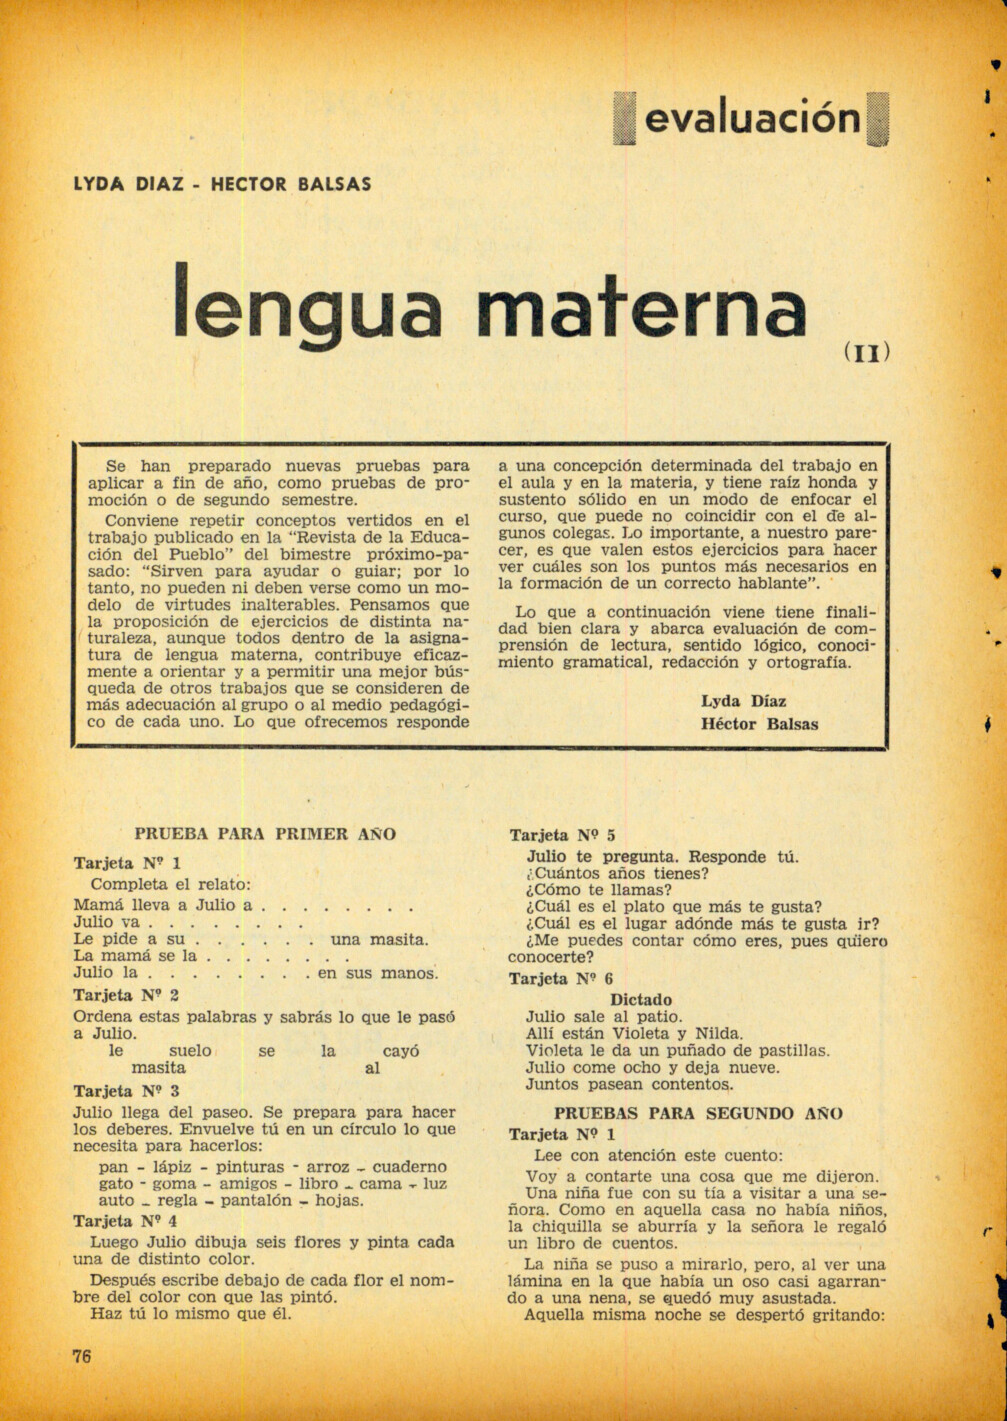 evaluación
LYDA DIAZ - HECTOR BALSAS
lengua materna
(II)
Se han preparado nuevas pruebas para
aplicar a fin de año, como pruebas de pro-
moción o de segundo semestre.
Conviene repetir conceptos vertidos en el
trabajo publicado en la "Revista de la Educa-
ción del Pueblo" del bimestre próximo-pa-
sado: "Sirven para ayudar o guiar; por lo
tanto, no pueden ni deben verse como un mo-
delo de virtudes inalterables. Pensamos que
la proposición de ejercicios de distinta na-
turaleza, aunque todos dentro de la asigna-
tura de lengua materna, contribuye eficaz-
mente a orientar y a permitir una mejor bús-
queda de otros trabajos que se consideren de
más adecuación al grupo o al medio pedagógi-
co de cada uno. Lo que ofrecemos responde
a una concepción determinada del trabajo en
el aula y en la materia, y tiene raíz honda y
sustento sólido en un modo de enfocar el
curso, que puede no coincidir con el de al-
gunos colegas. Lo importante, a nuestro pare-
cer, es que valen estos ejercicios para hacer
ver cuáles son los puntos más necesarios en
la formación de un correcto hablante".
Lo que a continuación viene tiene finali-
dad bien clara y abarca evaluación de com-
prensión de lectura, sentido lógico, conoci-
miento gramatical, redacción y ortografía.
Lyda Díaz
Héctor Balsas
PRUEBA PARA PRIMER AÑO
Tarjeta Nº 1
Completa el relato:
Mamá lleva a Julio a . . . . . . . .
Julio va . . . . . . . .
Le pide a su . . . . . . una masita.
La mamá se la . . . . . . . .
Julio la . . . . . . . . en sus manos.
Tarjeta Nº 2
Ordena estas palabras y sabrás lo que le pasó
a Julio.
le suelo se la cayó
masita al
Tarjeta Nº 3
Julio llega del paseo. Se prepara para hacer
los deberes. Envuelve tú en un círculo lo que
necesita para hacerlos:
pan - lápiz - pinturas - arroz - cuaderno
gato - goma - amigos - libro - cama - luz
auto - regla - pantalón - hojas.
Tarjeta Nº 4
Luego Julio dibuja seis flores y pinta cada
una de distinto color.
Después escribe debajo de cada flor el nom-
bre del color con que las pintó.
Haz tú lo mismo que él.
Tarjeta Nº 5
Julio te pregunta. Responde tú.
¿Cuántos años tienes?
¿Cómo te llamas?
¿Cuál es el plato que más te gusta?
¿Cuál es el lugar adónde más te gusta ir?
¿Me puedes contar cómo eres, pues quiero
conocerte?
Tarjeta Nº 6
Dictado
Julio sale al patio.
Allí están Violeta y Nilda.
Violeta le da un puñado de pastillas.
Julio come ocho y deja nueve.
Juntos pasean contentos.
PRUEBAS PARA SEGUNDO AÑO
Tarjeta Nº 1
Lee con atención este cuento:
Voy a contarte una cosa que me dijeron.
Una niña fue con su tía a visitar a una se-
ñora. Como en aquella casa no había niños,
la chiquilla se aburría y la señora le regaló
un libro de cuentos.
La niña se puso a mirarlo, pero, al ver una
lámina en la que había un oso casi agarran-
do a una nena, se quedó muy asustada.
Aquella misma noche se despertó gritando:
76